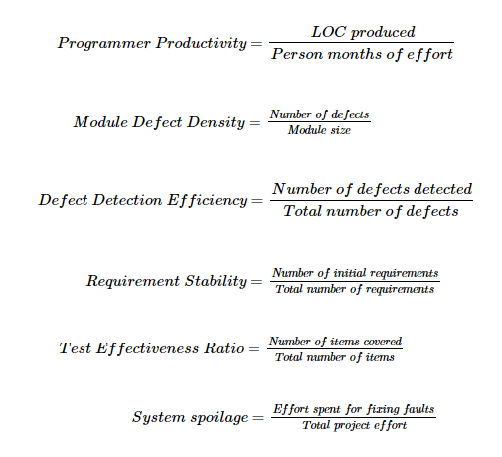 Programmer Productivity = LOC produced / Person months of effort
Module Defect Density = Number of defects / Module size
Defect Detection Efficiency = Number of defects detected / Total number of defects
Requirement Stability = Number of initial requirements / Total number of requirements
Test Effectiveness Ratio = Number of items covered / Total number of items
System spoilage = Effort spent for fixing faults / Total project effort